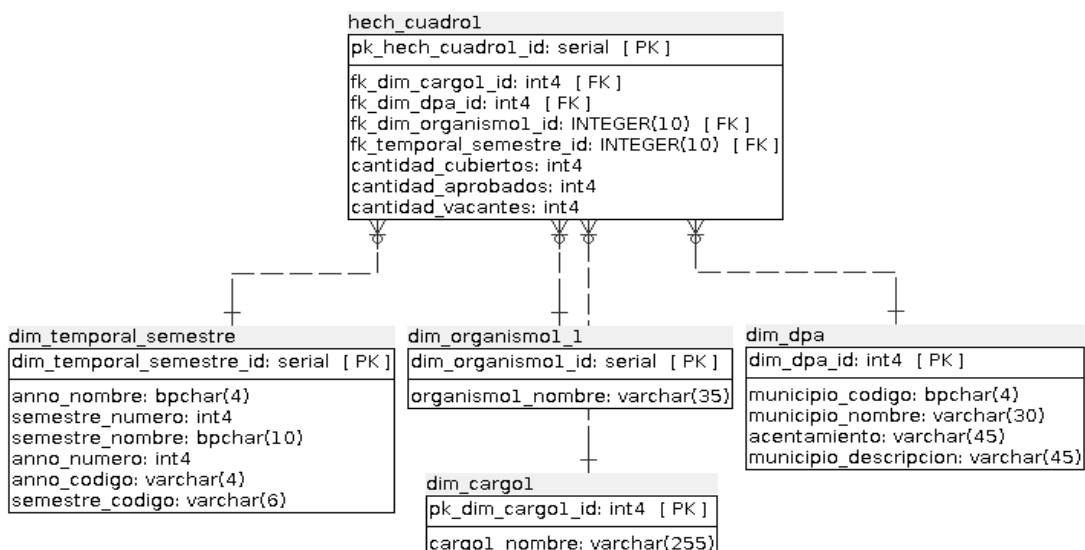 hech_cuadro1
pk_hech_cuadro1_id: serial [ PK ]
fk_dim_cargo1_id: int4 [ FK ]
fk_dim_dpa_id: int4 [ FK ]
fk_dim_organismo1_id: INTEGER(10) [ FK ]
fk_temporal_semestre_id: INTEGER(10) [ FK ]
cantidad_cubiertos: int4
cantidad_aprobados: int4
cantidad_vacantes: int4
dim_temporal_semestre
dim_temporal_semestre_id: serial [ PK ]
anno_nombre: bpchar(4)
semestre_numero: int4
semestre_nombre: bpchar(10)
anno_numero: int4
anno_codigo: varchar(4)
semestre_codigo: varchar(6)
dim_organismo1_1
dim_organismo1_id: serial [ PK ]
organismo1_nombre: varchar(35)
dim_dpa
dim_dpa_id: int4 [ PK ]
municipio_codigo: bpchar(4)
municipio_nombre: varchar(30)
acentamiento: varchar(45)
municipio_descripcion: varchar(45)
dim_cargo1
pk_dim_cargo1_id: int4 [ PK ]
cargo1_nombre: varchar(255)